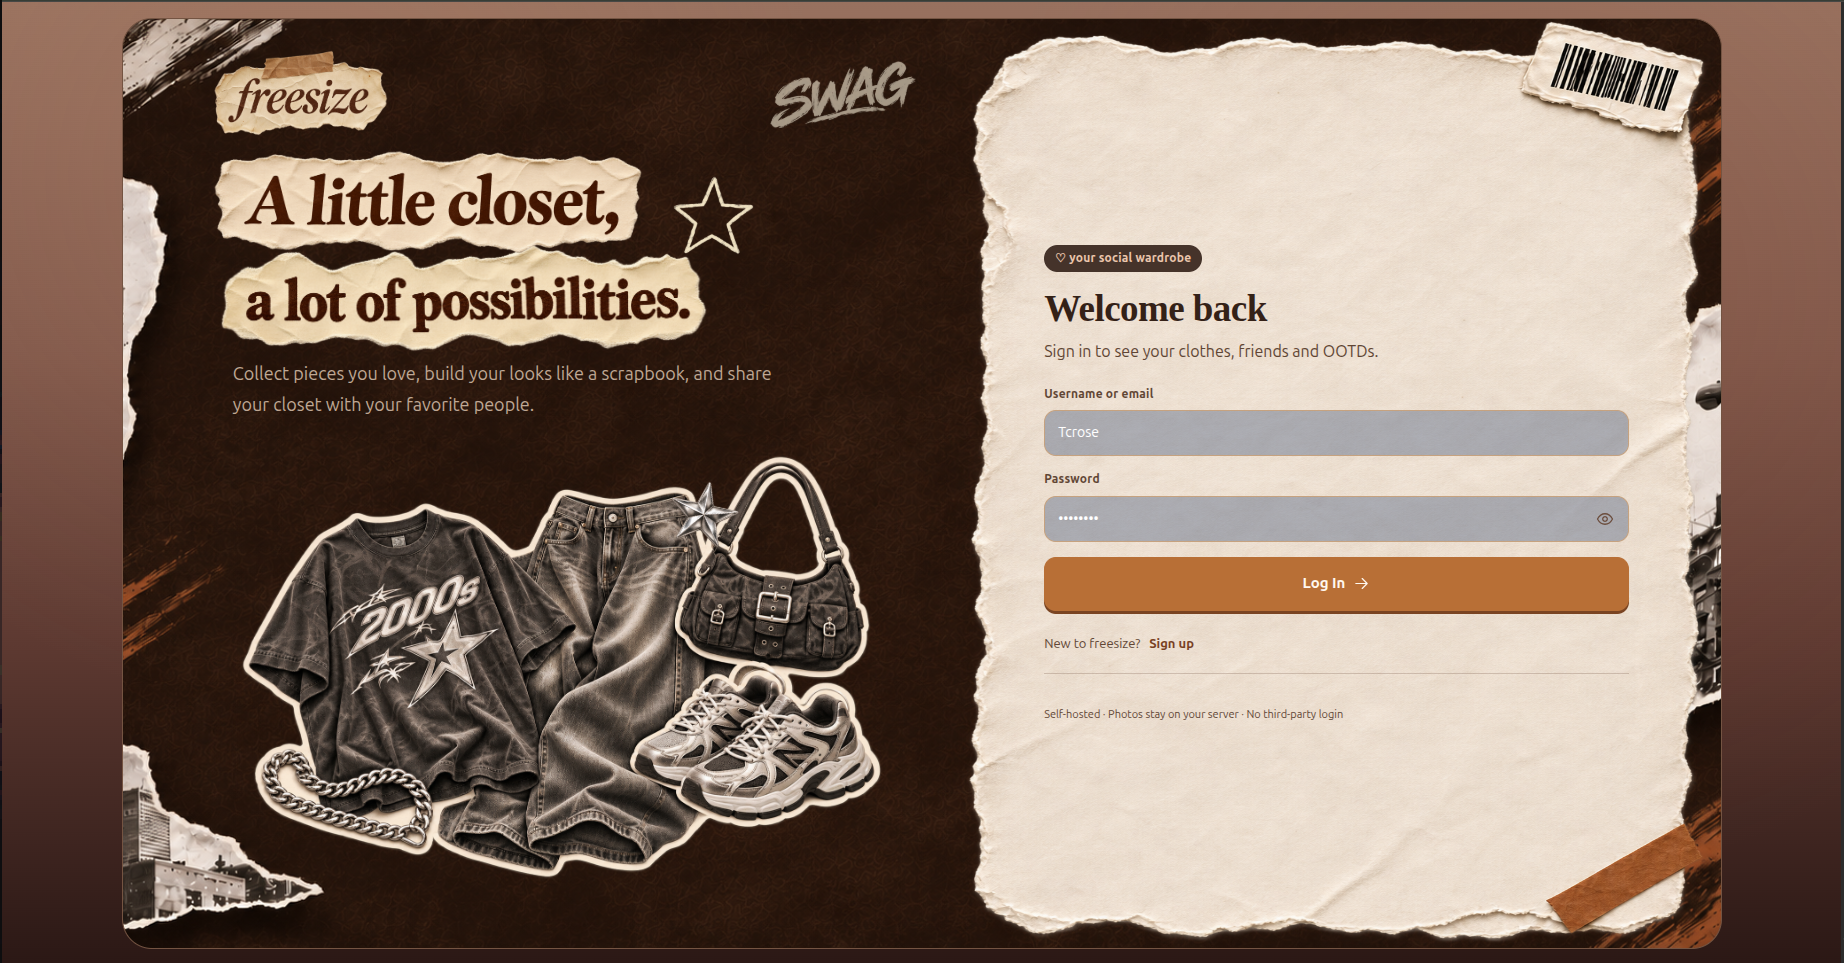 freesize
SWAG
A little closet,
a lot of possibilities.
Collect pieces you love, build your looks like a scrapbook, and share
your closet with your favorite people.
2000s
♡ your social wardrobe
Welcome back
Sign in to see your clothes, friends and OOTDs.
Username or email
Tcrose
Password
••••••••
Log In →
New to freesize? Sign up
Self-hosted · Photos stay on your server · No third-party login